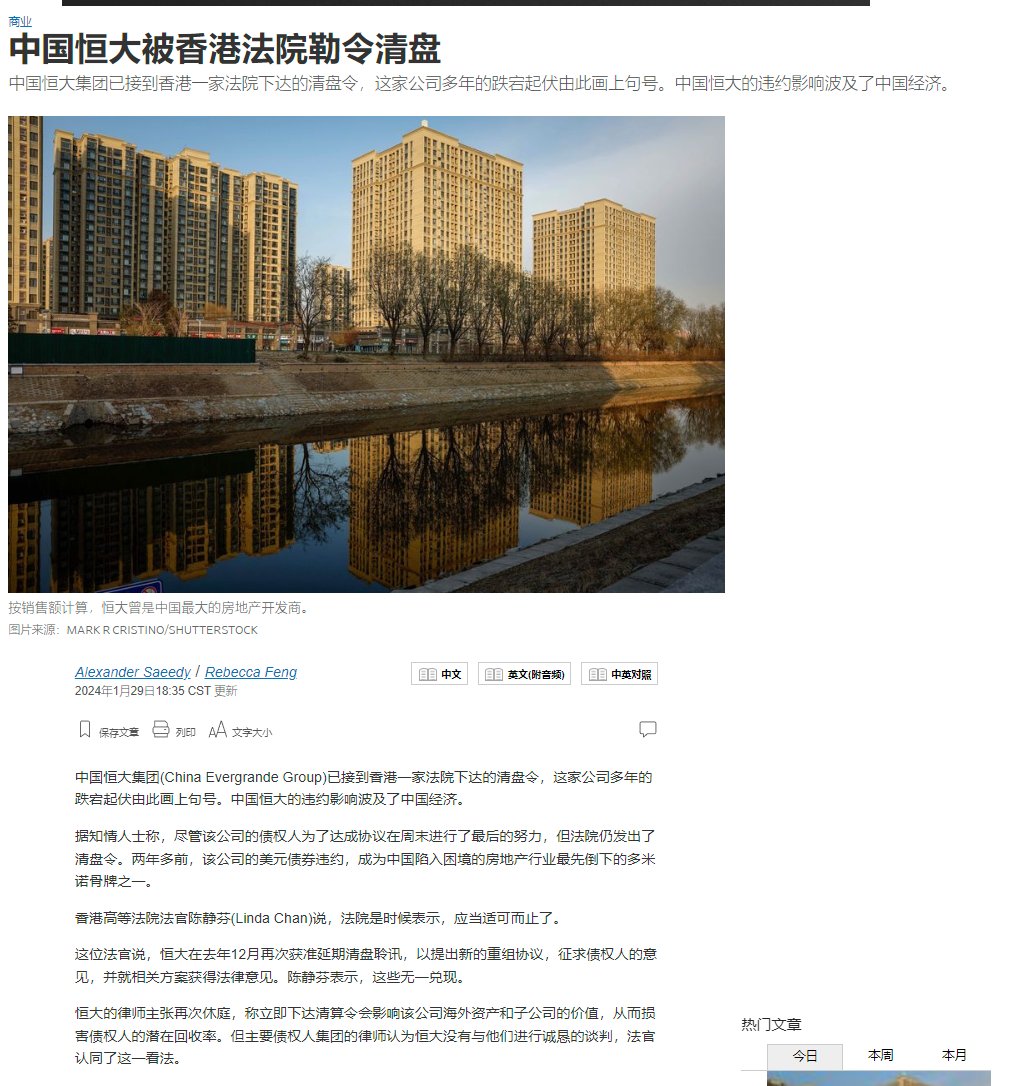 商业
中国恒大被香港法院勒令清盘
中国恒大集团已接到香港一家法院下达的清盘令，这家公司多年的跌宕起伏由此画上句号。中国恒大的违约影响波及了中国经济。
按销售额计算，恒大曾是中国最大的房地产开发商。
图片来源：MARK R CRISTINO/SHUTTERSTOCK
Alexander Saeedy / Rebecca Feng
2024年1月29日18:35 CST 更新
中文 英文(附音频) 中英对照
保存文章 列印 AA 文字大小
中国恒大集团(China Evergrande Group)已接到香港一家法院下达的清盘令，这家公司多年的
跌宕起伏由此画上句号。中国恒大的违约影响波及了中国经济。
据知情人士称，尽管该公司的债权人为了达成协议在周末进行了最后的努力，但法院仍发出了
清盘令。两年多前，该公司的美元债券违约，成为中国陷入困境的房地产行业最先倒下的多米
诺骨牌之一。
香港高等法院法官陈静芬(Linda Chan)说，法院是时候表示，应当适可而止了。
这位法官说，恒大在去年12月再次获准延期清盘聆讯，以提出新的重组协议，征求债权人的意
见，并就相关方案获得法律意见。陈静芬表示，这些无一兑现。
恒大的律师主张再次休庭，称立即下达清算令会影响该公司海外资产和子公司的价值，从而损
害债权人的潜在回收率。但主要债权人集团的律师认为恒大没有与他们进行诚恳的谈判，法官
认同了这一看法。
热门文章
今日 本周 本月